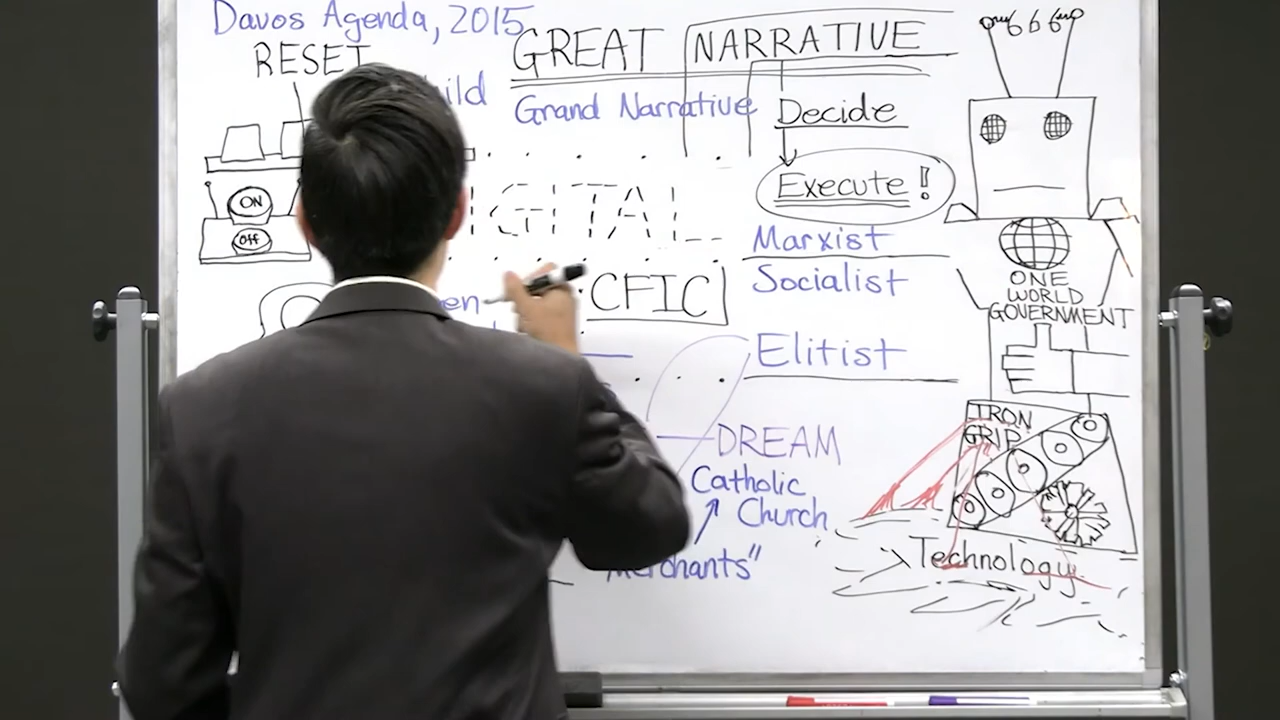 Davos Agenda, 2015
RESET
GREAT NARRATIVE
Grand Narrative
Decide
Execute!
ON
OFF
666
Marxist
CFIC
Socialist
Elitist
DREAM
Catholic
Church
ONE
WORLD
GOVERNMENT
IRON
GRIP
Technology